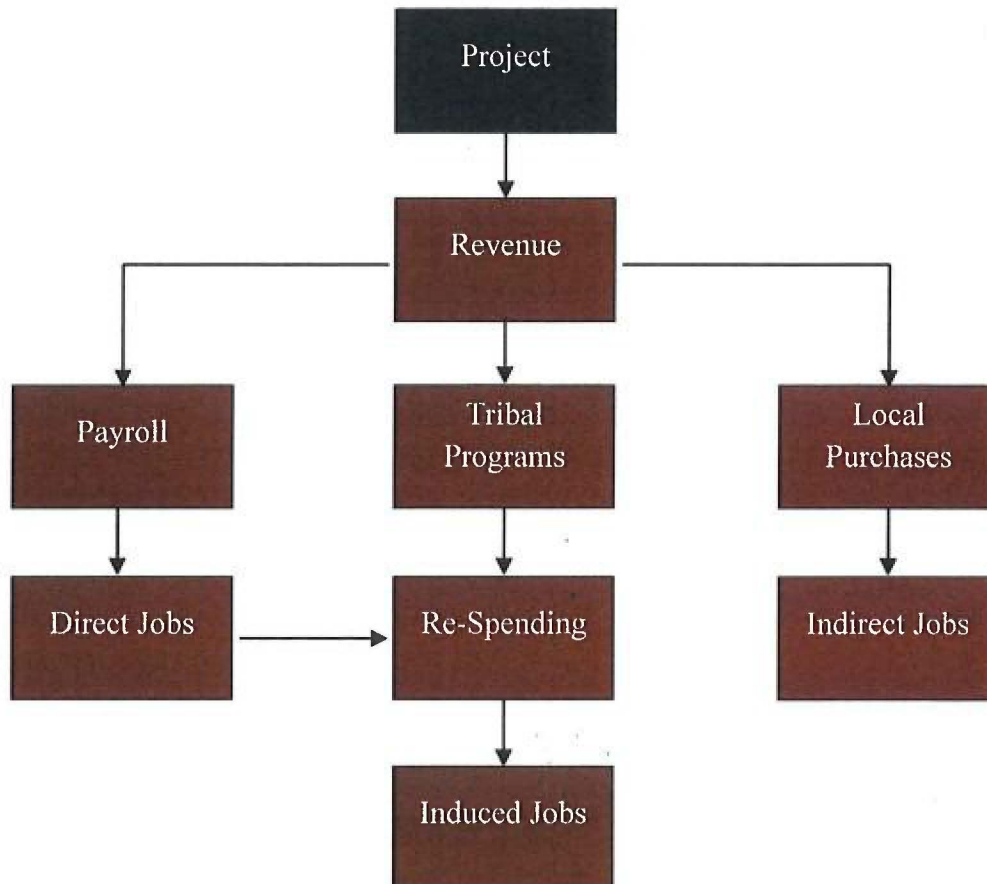 Project
Revenue
Payroll
Tribal
Programs
Local
Purchases
Direct Jobs
Re-Spending
Indirect Jobs
Induced Jobs